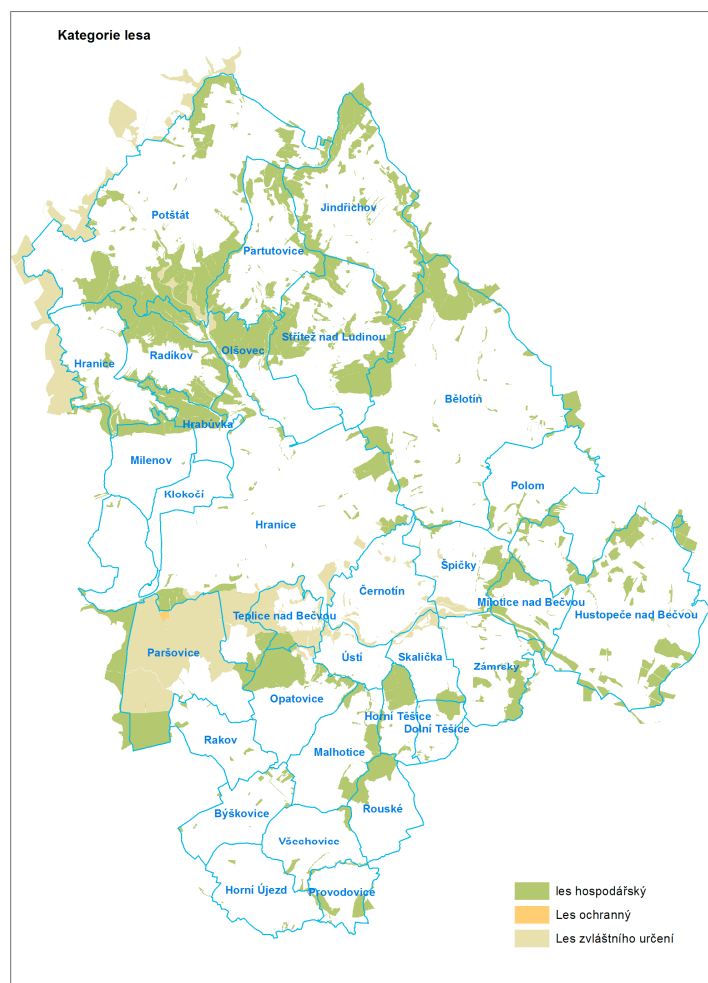 Kategorie lesa
Potštát
Jindřichov
Partutovice
Střítež nad Ludinou
Olšovec
Radíkov
Hranice
Bělotín
Hrabůvka
Milenov
Klokočí
Polom
Hranice
Špičky
Černotín
Milotice nad Bečvou
Hustopeče nad Bečvou
Teplice nad Bečvou
Paršovice
Ústí
Skalička
Zámrsky
Opatovice
Horní Těšice
Dolní Těšice
Rakov
Malhotice
Býškovice
Rouské
Všechovice
Horní Újezd
Provodovice
les hospodářský
Les ochranný
Les zvláštního určení